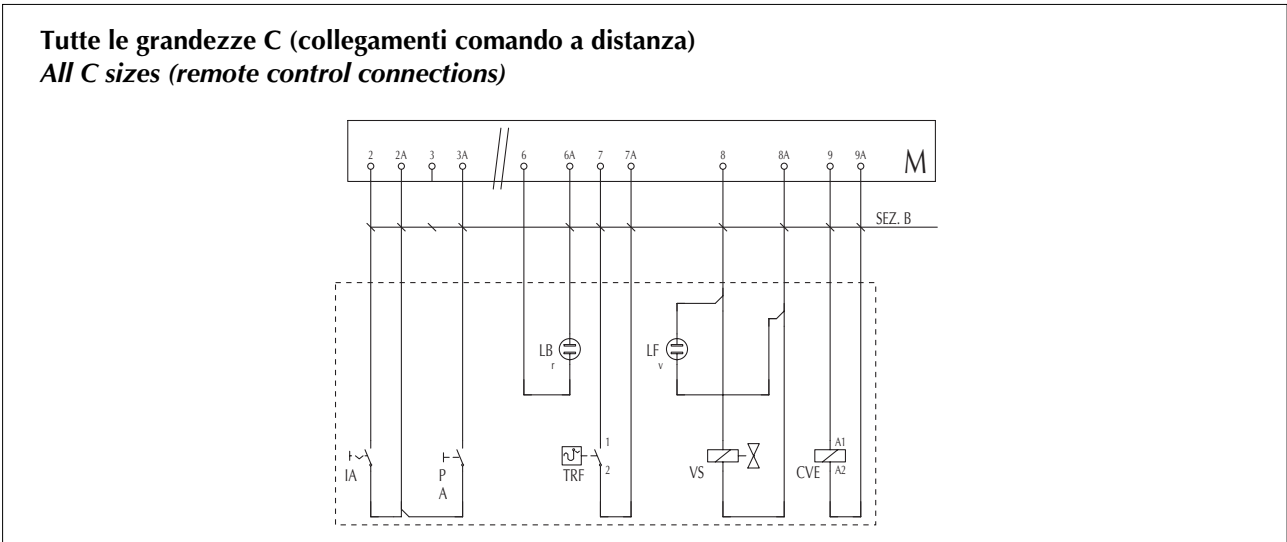 Tutte le grandezze C (collegamenti comando a distanza)
All C sizes (remote control connections)
2 2A 3 3A 6 6A 7 7A 8 8A 9 9A M
SEZ. B
LB
r
LF
v
IA
P
A
1
2
TRF
VS
A1
A2
CVE